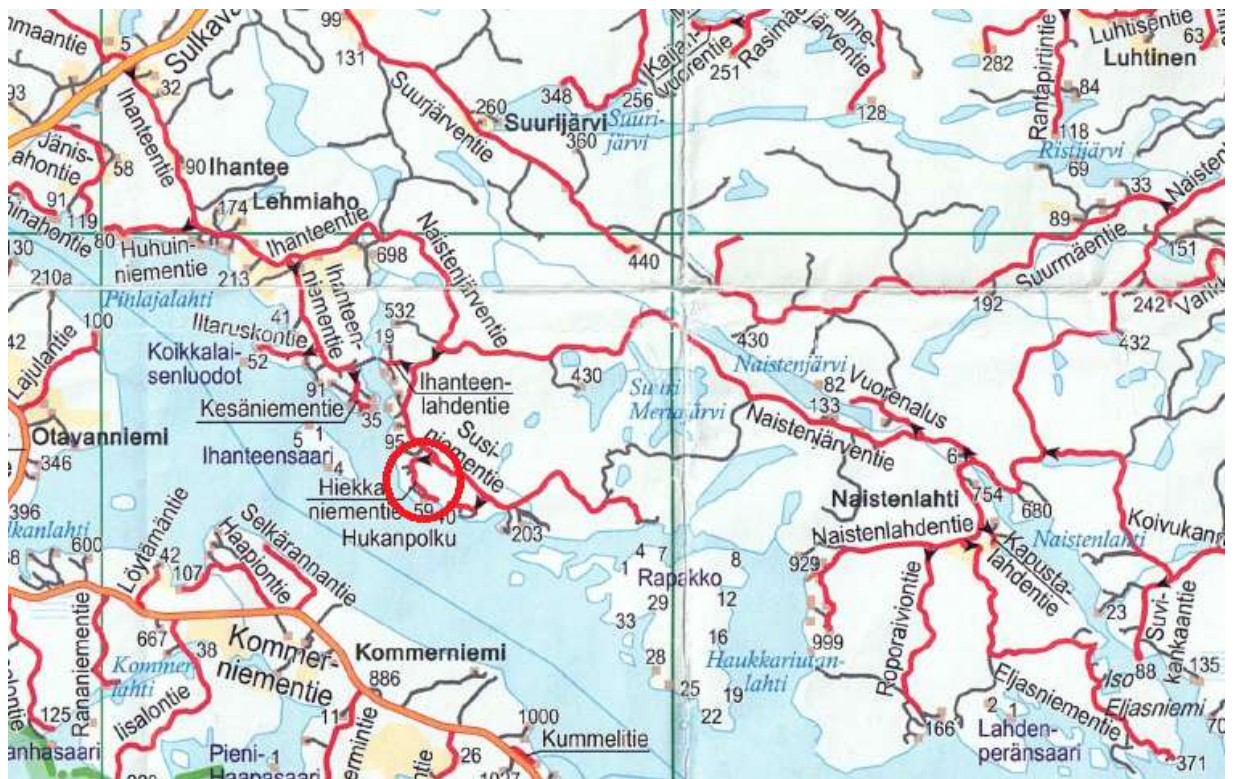 99
131
Sulkava
5
32
93
Ihanteentie
Jänis-
ahontie
58
91
119
90 Ihantee
174
Lehmiaho
80
Huhuin-
niementie
213
Ihanteentie
698
130
210a
Pinlajalahti
100
Lajulantie
42
Otavanniemi
346
396
Suurjärventie
260
Suurijärvi
348
256
360
Suuri-
järvi
Kaijan-
vuorentie
251
128
282
Luhtisentie
63
Luhtinen
Rantapirtintie
84
118
Ristijärvi
69
33
89
Suurmäentie
151
242
192
432
440
430
Naistenjärventie
Ihanteen-
niementie
41
Iltaruskontie
52
Koikkalai-
senluodot
91
Kesäniementie
35
532
19
Ihanteen-
lahdentie
430
Suuri
Merta järvi
95
Susi-
niementie
5
1
Ihanteensaari
4
Hiekka-
niementie
59
Hukanpolku
203
Naistenjärvi
82
133
Vuorenalus
Naistenjärventie
6
754
Naistenlahti
680
Naistenlahdentie
Naistenlahti
Koivukann
Kapusta-
lahdentie
929
999
Roporaiviontie
23
Suvi-
kankaantie
88
135
4
7
1
8
Rapakko
29
12
33
16
Haukkariutan-
lahti
28
25
19
22
166
2
1
Lahden-
peränsaari
Eljasniementie
Iso
Eljasniemi
70
371
600
Löytämäntie
42
107
Haapiontie
Selkärannantie
667
38
Kommer-
niementie
Kommer-
lahti
Iisalontie
Rananiementie
125
Kommerniemi
886
11
1000
Kummelitie
26
1
Pieni-
Haapasaari